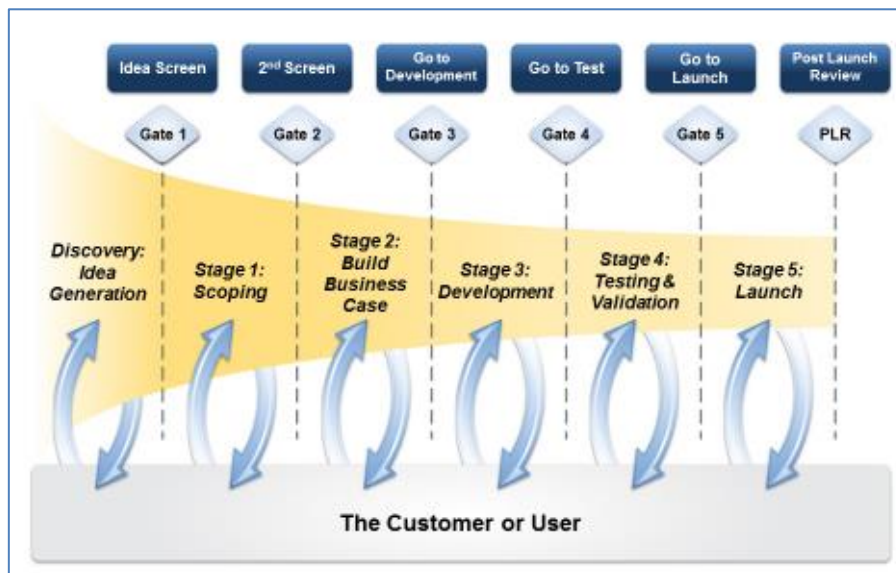 Idea Screen
2nd Screen
Go to
Development
Go to Test
Go to
Launch
Post Launch
Review
Gate 1
Gate 2
Gate 3
Gate 4
Gate 5
PLR
Discovery:
Idea
Generation
Stage 1:
Scoping
Stage 2:
Build
Business
Case
Stage 3:
Development
Stage 4:
Testing &
Validation
Stage 5:
Launch
The Customer or User